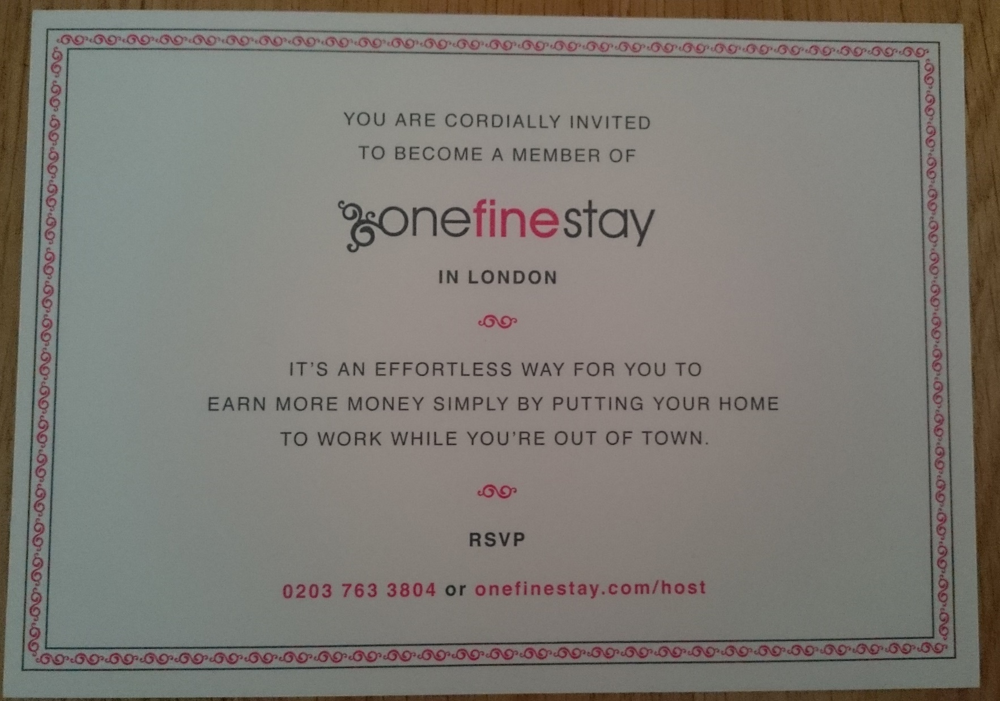 YOU ARE CORDIALLY INVITED
TO BECOME A MEMBER OF
onefinestay
IN LONDON
IT'S AN EFFORTLESS WAY FOR YOU TO
EARN MORE MONEY SIMPLY BY PUTTING YOUR HOME
TO WORK WHILE YOU'RE OUT OF TOWN.
RSVP
0203 763 3804 or onefinestay.com/host